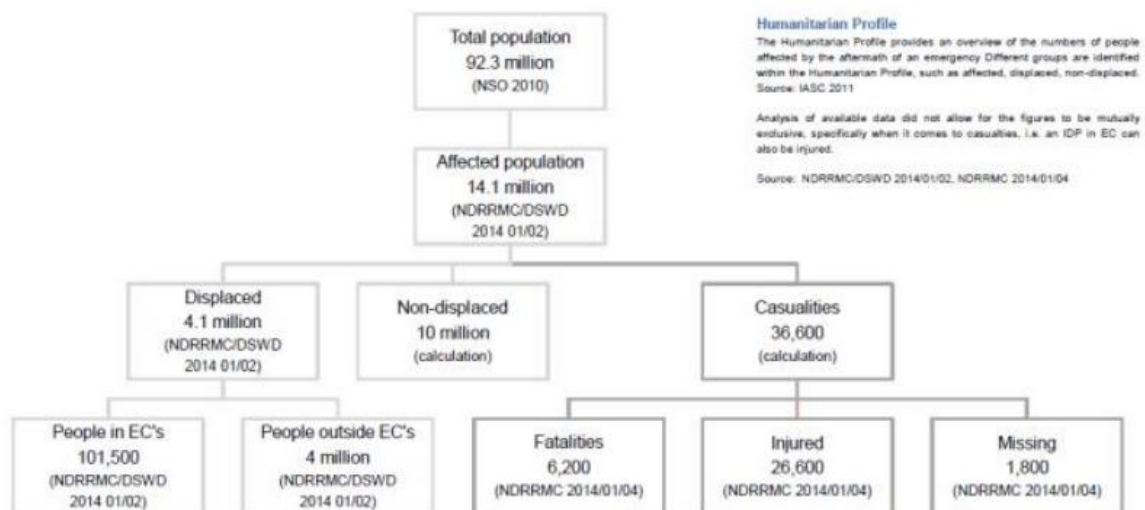 Total population
92.3 million
(NSO 2010)
Humanitarian Profile
The Humanitarian Profile provides an overview of the numbers of people
affected by the aftermath of an emergency Different groups are identified
within the Humanitarian Profile, such as affected, displaced, non-displaced.
Source: IASC 2011
Analysis of available data did not allow for the figures to be mutually
exclusive, specifically when it comes to casualties, i.e. an IDP in EC can
also be injured.
Source: NDRRMC/DSWD 2014/01/02, NDRRMC 2014/01/04
Affected population
14.1 million
(NDRRMC/DSWD
2014 01/02)
Displaced
4.1 million
(NDRRMC/DSWD
2014 01/02)
Non-displaced
10 million
(calculation)
Casualities
36,600
(calculation)
People in EC's
101,500
(NDRRMC/DSWD
2014 01/02)
People outside EC's
4 million
(NDRRMC/DSWD
2014 01/02)
Fatalities
6,200
(NDRRMC 2014/01/04)
Injured
26,600
(NDRRMC 2014/01/04)
Missing
1,800
(NDRRMC 2014/01/04)